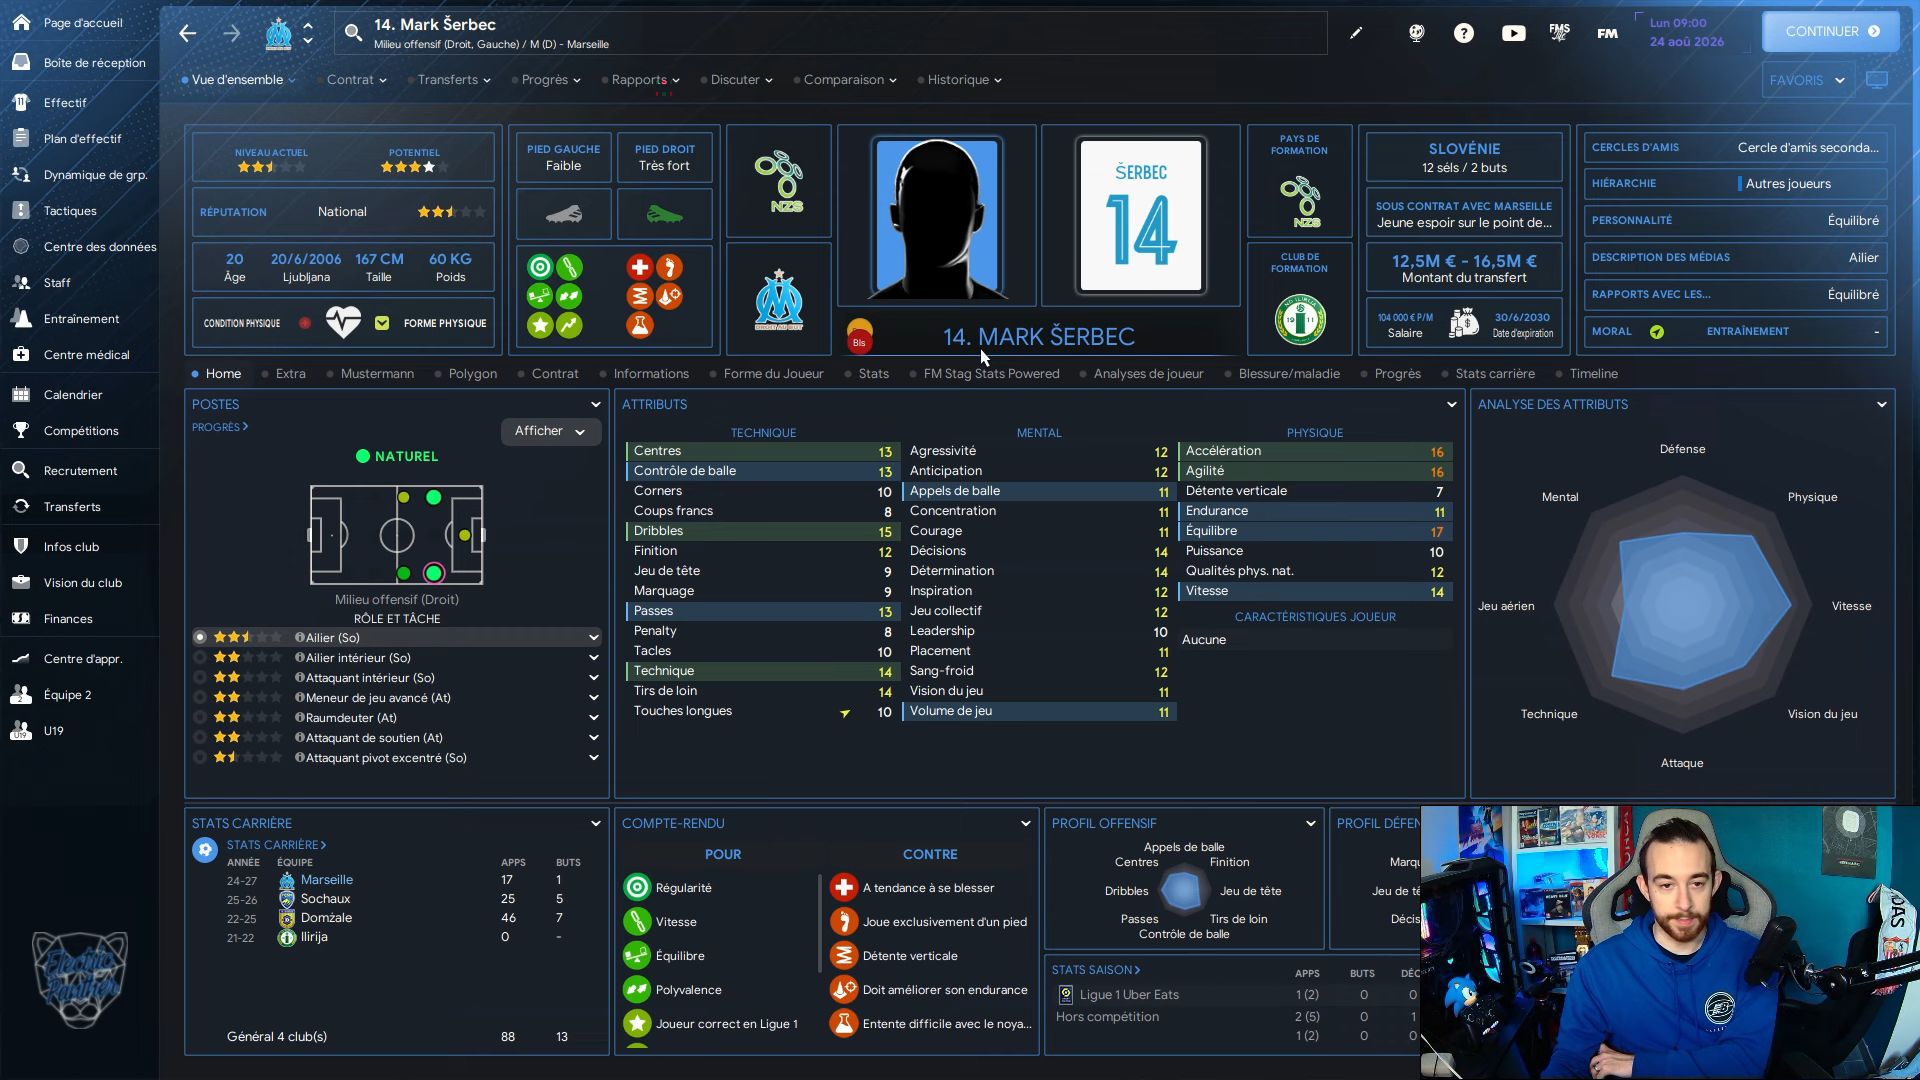 Page d'accueil
Boîte de réception
Effectif
Plan d'effectif
Dynamique de grp.
Tactiques
Centre des données
Staff
Entraînement
Centre médical
Calendrier
Compétitions
Recrutement
Transferts
Infos club
Vision du club
Finances
Centre d'appr.
Équipe 2
U19
14. Mark Šerbec
Milieu offensif (Droit, Gauche) / M (D) - Marseille
FMS
FM
Lun 09:00
24 aoû 2026
CONTINUER
Vue d'ensemble
Contrat
Transferts
Progrès
Rapports
Discuter
Comparaison
Historique
FAVORIS
NIVEAU ACTUEL
POTENTIEL
RÉPUTATION National
20 20/6/2006 167 CM 60 KG
Âge Ljubljana Taille Poids
CONDITION PHYSIQUE FORME PHYSIQUE
PIED GAUCHE
Faible
PIED DROIT
Très fort
NZS
DROIT AU BUT
ŠERBEC
14
Bls
14. MARK ŠERBEC
PAYS DE FORMATION
NZS
CLUB DE FORMATION
ND ILIRIJA
1911
SLOVÉNIE
12 séls / 2 buts
SOUS CONTRAT AVEC MARSEILLE
Jeune espoir sur le point de...
12,5M € - 16,5M €
Montant du transfert
104 000 € P/M
Salaire
30/6/2030
Date d'expiration
CERCLES D'AMIS Cercle d'amis seconda...
HIÉRARCHIE Autres joueurs
PERSONNALITÉ Équilibré
DESCRIPTION DES MÉDIAS Ailier
RAPPORTS AVEC LES... Équilibré
MORAL ENTRAÎNEMENT -
Home
Extra
Mustermann
Polygon
Contrat
Informations
Forme du Joueur
Stats
FM Stag Stats Powered
Analyses de joueur
Blessure/maladie
Progrès
Stats carrière
Timeline
POSTES
PROGRÈS
Afficher
NATUREL
Milieu offensif (Droit)
RÔLE ET TÂCHE
Ailier (So)
Ailier intérieur (So)
Attaquant intérieur (So)
Meneur de jeu avancé (At)
Raumdeuter (At)
Attaquant de soutien (At)
Attaquant pivot excentré (So)
ATTRIBUTS
TECHNIQUE
Centres 13
Contrôle de balle 13
Corners 10
Coups francs 8
Dribbles 15
Finition 12
Jeu de tête 9
Marquage 9
Passes 13
Penalty 8
Tacles 10
Technique 14
Tirs de loin 14
Touches longues 10
MENTAL
Agressivité 12
Anticipation 12
Appels de balle 11
Concentration 11
Courage 11
Décisions 14
Détermination 14
Inspiration 12
Jeu collectif 12
Leadership 10
Placement 11
Sang-froid 12
Vision du jeu 11
Volume de jeu 11
PHYSIQUE
Accélération 16
Agilité 16
Détente verticale 7
Endurance 11
Équilibre 17
Puissance 10
Qualités phys. nat. 12
Vitesse 14
CARACTÉRISTIQUES JOUEUR
Aucune
ANALYSE DES ATTRIBUTS
Défense
Mental
Physique
Jeu aérien
Vitesse
Technique
Vision du jeu
Attaque
STATS CARRIÈRE
STATS CARRIÈRE
ANNÉE ÉQUIPE APPS BUTS
24-27 Marseille 17 1
25-26 Sochaux 25 5
22-25 Domžale 46 7
21-22 Ilirija 0 -
Général 4 club(s) 88 13
COMPTE-RENDU
POUR
Régularité
Vitesse
Équilibre
Polyvalence
Joueur correct en Ligue 1
CONTRE
A tendance à se blesser
Joue exclusivement d'un pied
Détente verticale
Doit améliorer son endurance
Entente difficile avec le noya...
PROFIL OFFENSIF
Appels de balle
Centres
Finition
Dribbles
Jeu de tête
Passes
Tirs de loin
Contrôle de balle
PROFIL DÉFEN
Marqu
Jeu de tê
Décis
STATS SAISON APPS BUTS DÉC
Ligue 1 Uber Eats 1 (2) 0 0
Hors compétition 2 (5) 0 1
1 (2) 0 0
Electric Panther